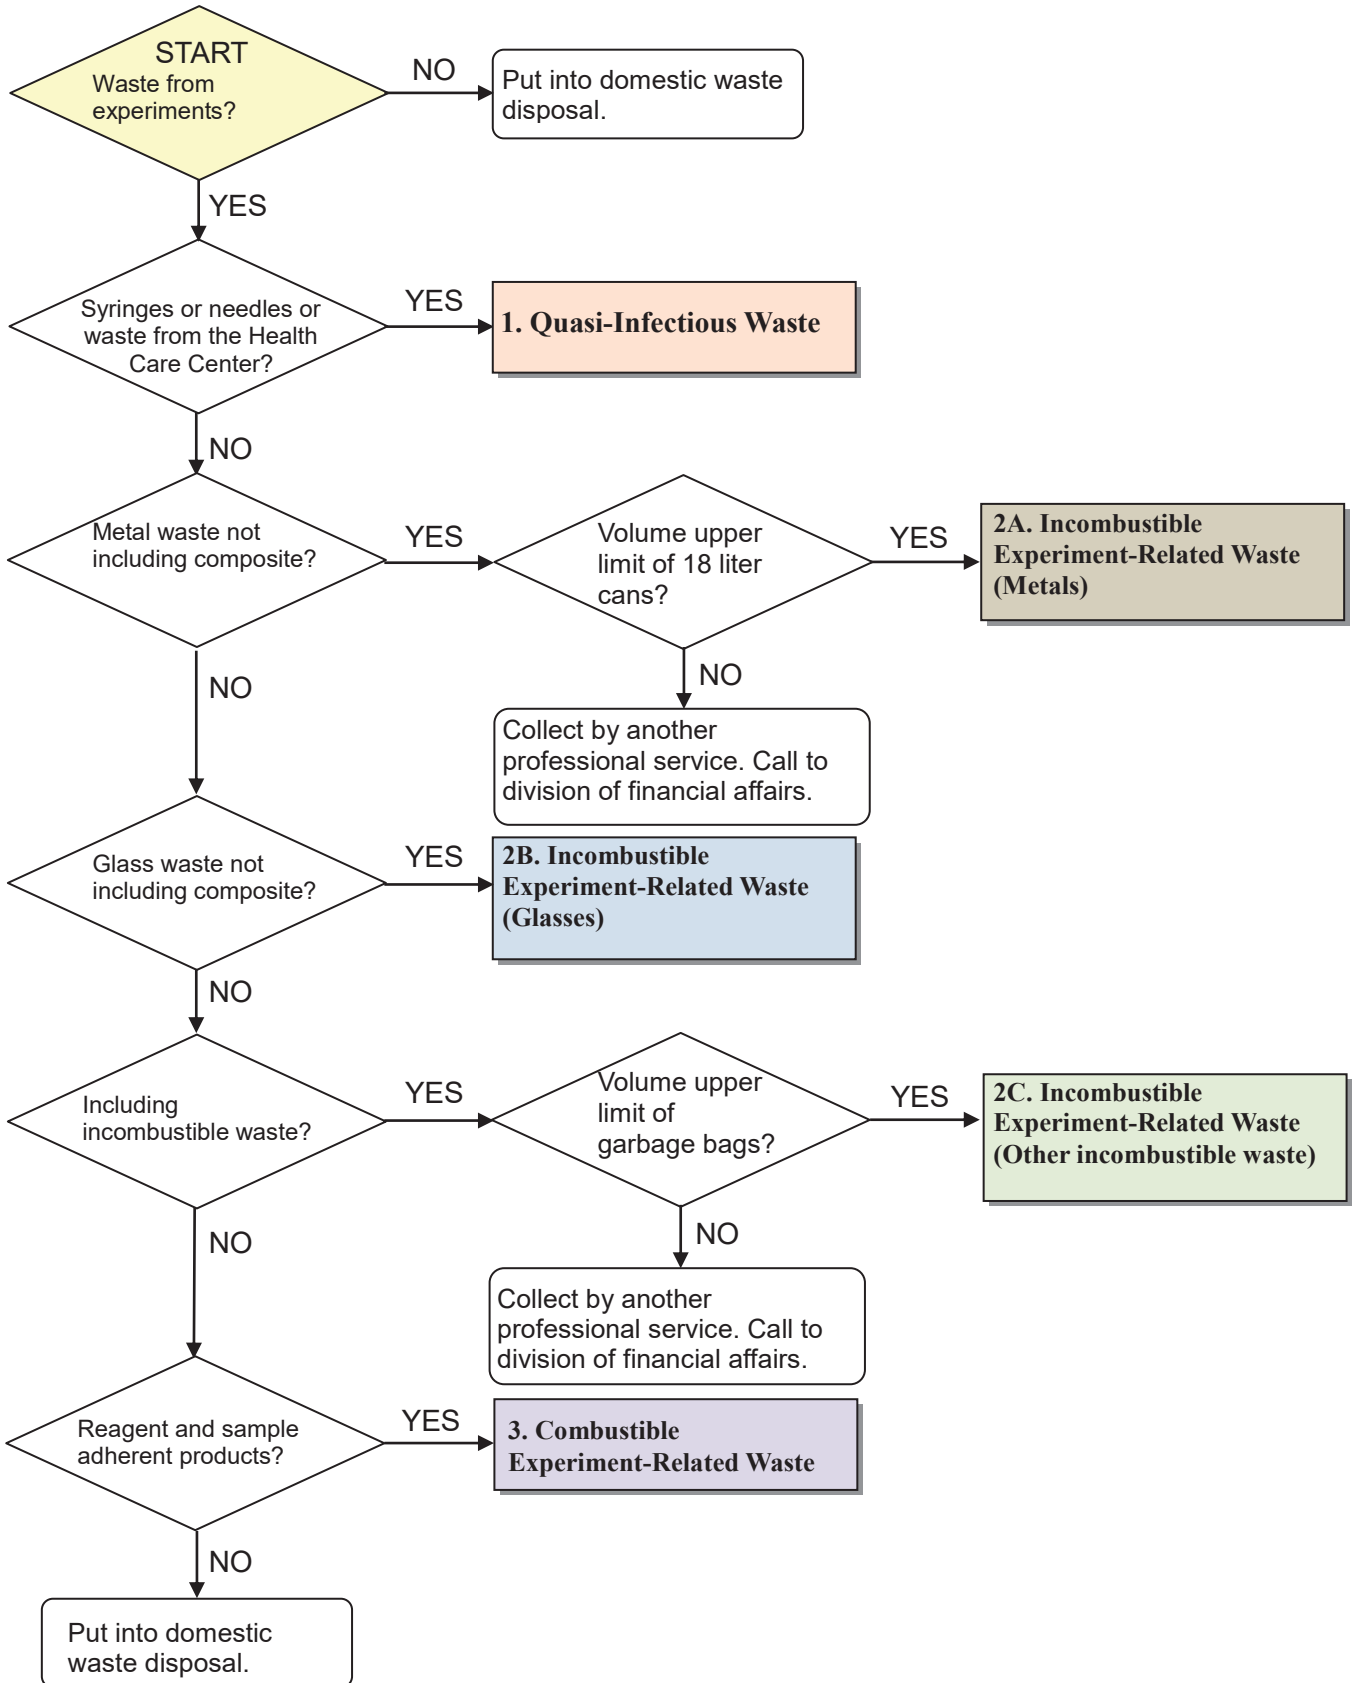 START
Waste from
experiments?
NO
Put into domestic waste
disposal.
YES
Syringes or needles or
waste from the Health
Care Center?
YES
1. Quasi-Infectious Waste
NO
Metal waste not
including composite?
YES
Volume upper
limit of 18 liter
cans?
YES
2A. Incombustible
Experiment-Related Waste
(Metals)
NO
NO
Collect by another
professional service. Call to
division of financial affairs.
Glass waste not
including composite?
YES
2B. Incombustible
Experiment-Related Waste
(Glasses)
NO
Including
incombustible waste?
YES
Volume upper
limit of
garbage bags?
YES
2C. Incombustible
Experiment-Related Waste
(Other incombustible waste)
NO
NO
Collect by another
professional service. Call to
division of financial affairs.
Reagent and sample
adherent products?
YES
3. Combustible
Experiment-Related Waste
NO
Put into domestic
waste disposal.